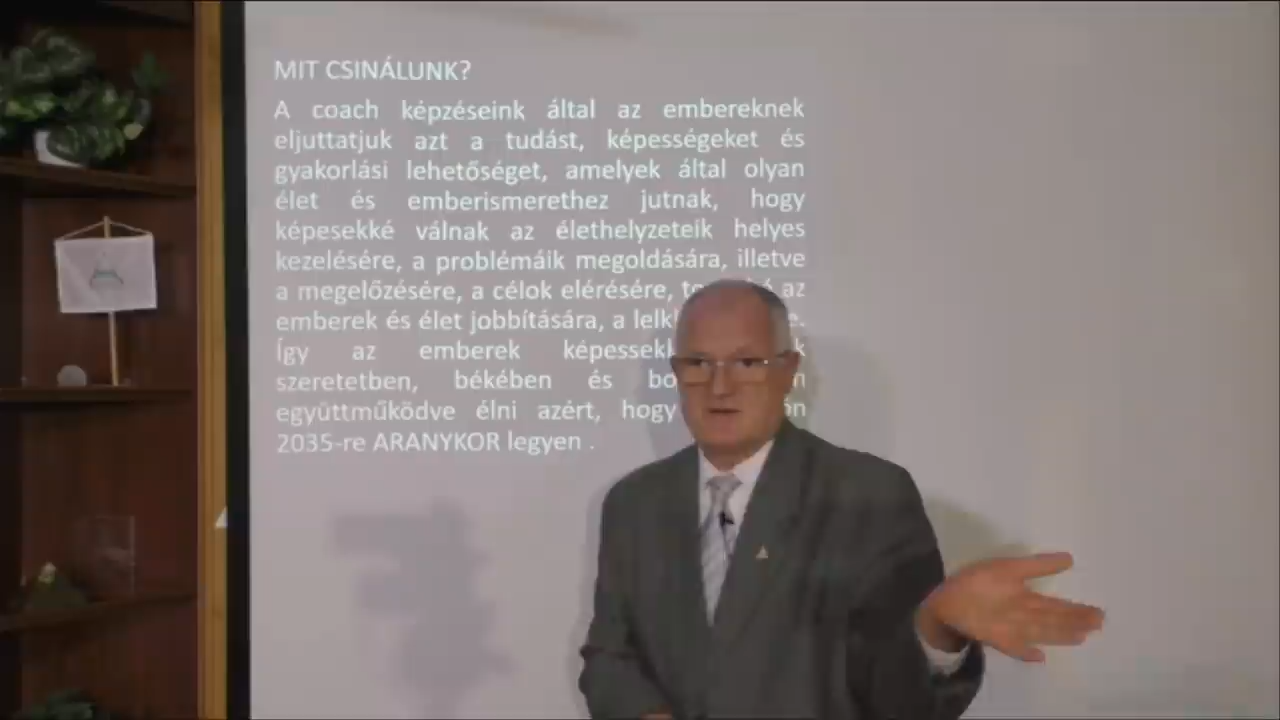 MIT CSINÁLUNK?
A coach képzéseink által az embereknek
eljuttatjuk azt a tudást, képességeket és
gyakorlási lehetőséget, amelyek által olyan
élet és emberismerethez jutnak, hogy
képesekké válnak az élethelyzeteik helyes
kezelésére, a problémáik megoldására, illetve
a megelőzésére, a célok elérésére, az
emberek és élet jobbítására, a
Így az emberek
szeretetben, békében és
együttműködve élni azért, hogy
2035-re ARANYKOR legyen .